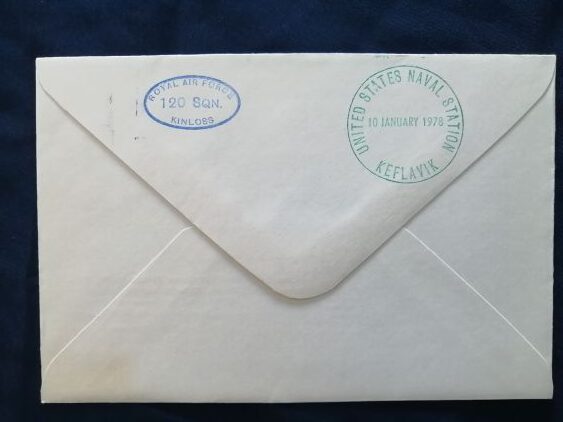 ROYAL AIR FORCE
120 SQN.
KINLOSS
UNITED STATES NAVAL STATION
10 JANUARY 1978
KEFLAVIK